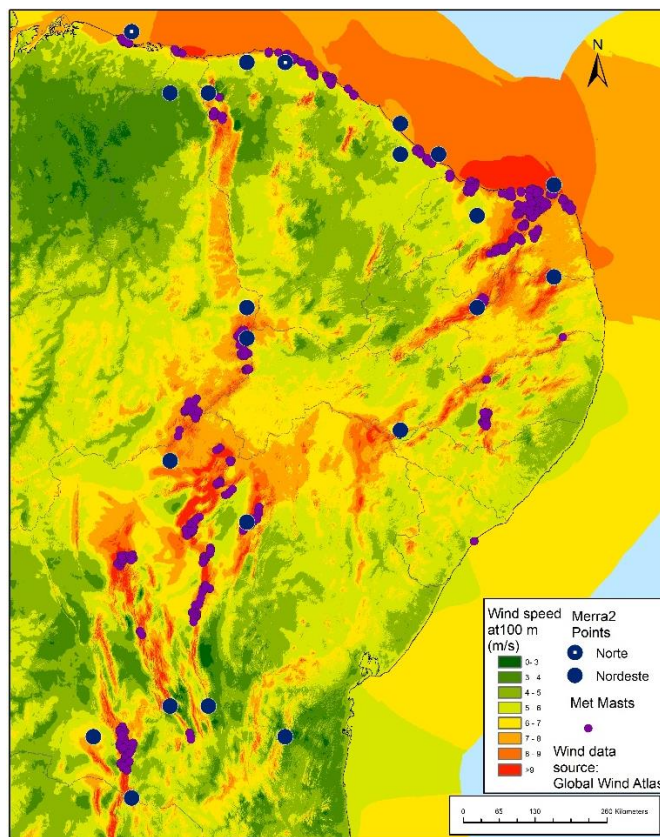 N
Wind speed
at100 m
(m/s)
0- 3
3 - 4
4 - 5
5 - 6
6 - 7
7 - 8
8 - 9
>9
Merra2
Points
Norte
Nordeste
Met Masts
Wind data
source:
Global Wind Atlas
0 65 130 260 Kilometers